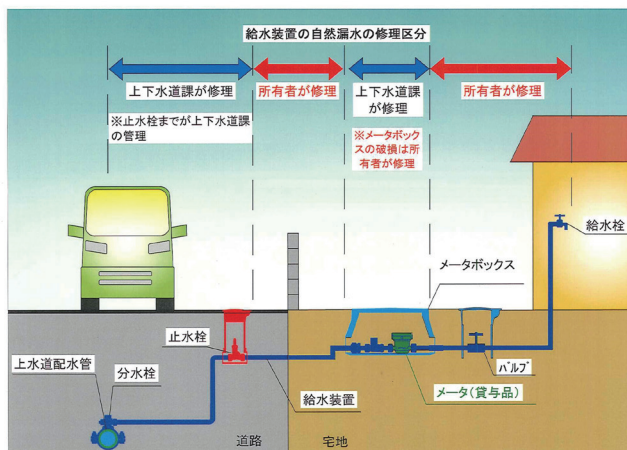 給水装置の自然漏水の修理区分
上下水道課が修理
所有者が修理
上下水道課
が修理
所有者が修理
※止水栓までが上下水道課
の管理
※メータボック
スの破損は所
有者が修理
給水栓
メータボックス
止水栓
上水道配水管
分水栓
バルブ
給水装置
メータ(貸与品)
道路
宅地